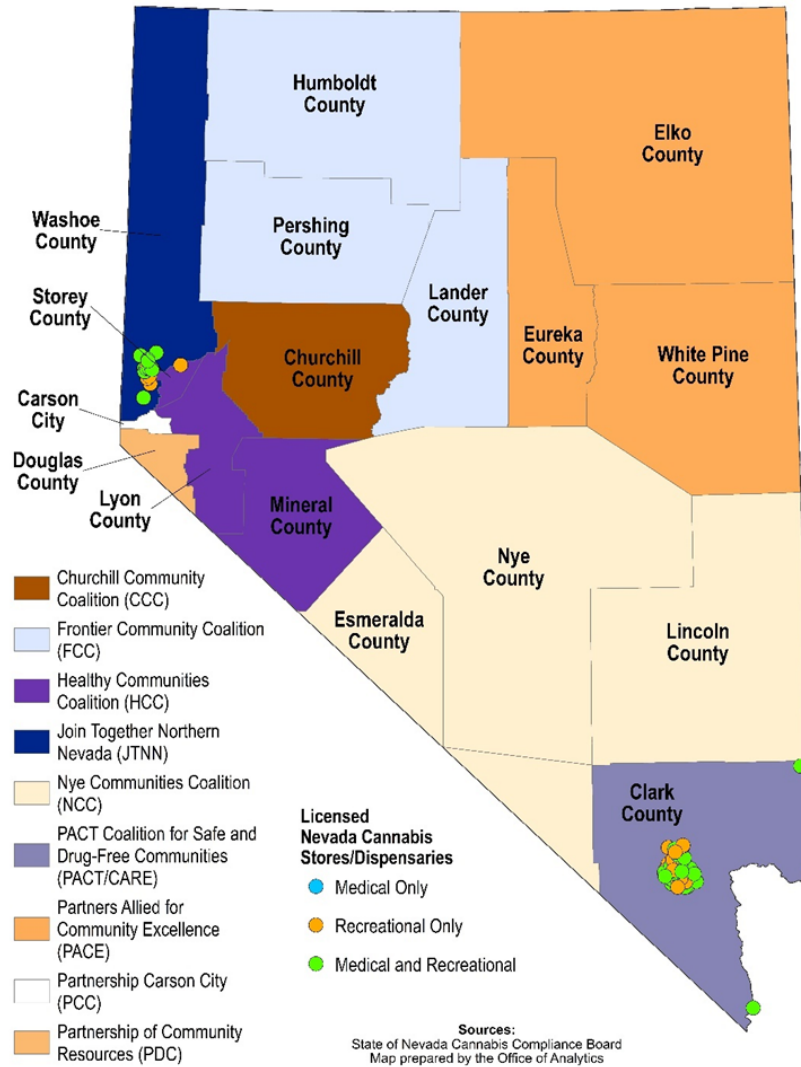 Humboldt
County
Elko
County
Washoe
County
Pershing
County
Lander
County
Storey
County
Eureka
County
White Pine
County
Churchill
County
Carson
City
Douglas
County
Lyon
County
Mineral
County
Nye
County
Esmeralda
County
Lincoln
County
Clark
County
Churchill Community
Coalition (CCC)
Frontier Community Coalition
(FCC)
Healthy Communities
Coalition (HCC)
Join Together Northern
Nevada (JTNN)
Nye Communities Coalition
(NCC)
PACT Coalition for Safe and
Drug-Free Communities
(PACT/CARE)
Partners Allied for
Community Excellence
(PACE)
Partnership Carson City
(PCC)
Partnership of Community
Resources (PDC)
Licensed
Nevada Cannabis
Stores/Dispensaries
Medical Only
Recreational Only
Medical and Recreational
Sources:
State of Nevada Cannabis Compliance Board
Map prepared by the Office of Analytics